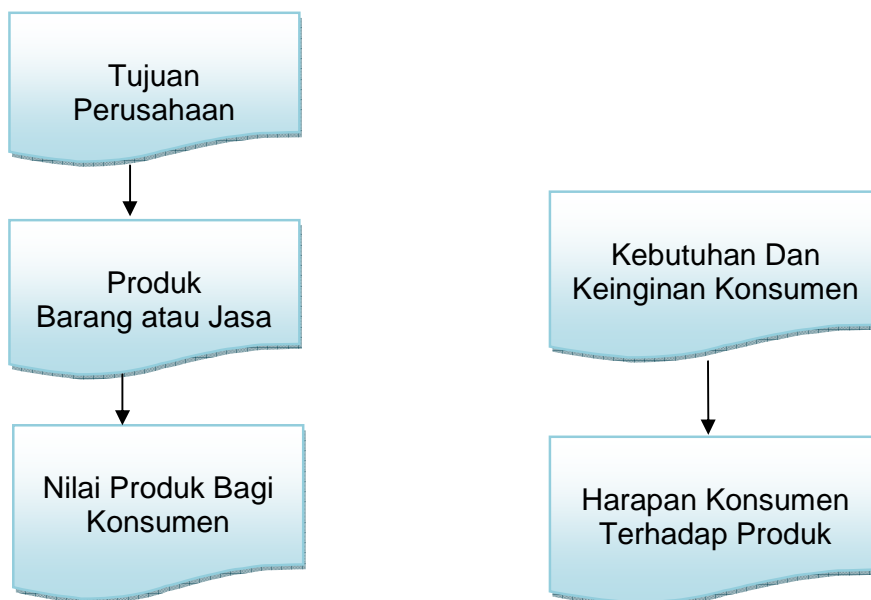 Tujuan
Perusahaan
Produk
Barang atau Jasa
Nilai Produk Bagi
Konsumen
Kebutuhan Dan
Keinginan Konsumen
Harapan Konsumen
Terhadap Produk